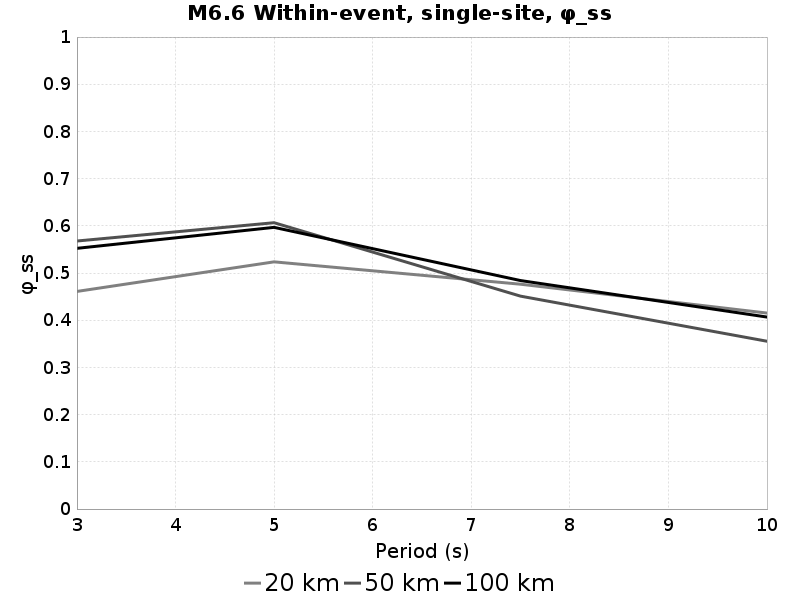 M6.6 Within-event, single-site, φ_ss
1
0.9
0.8
0.7
0.6
0.5
0.4
0.3
0.2
0.1
0
φ_ss
3 4 5 6 7 8 9 10
Period (s)
20 km 50 km 100 km